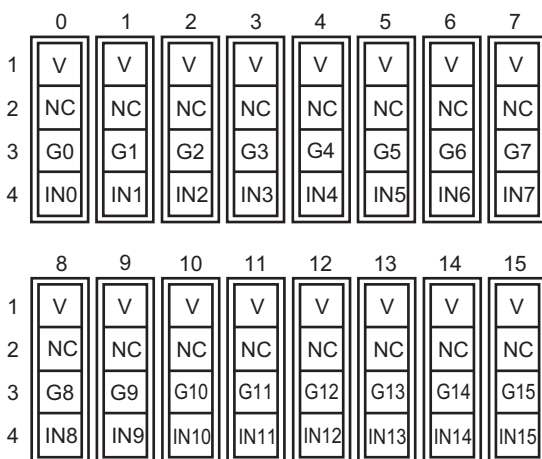 0 1 2 3 4 5 6 7
1 V V V V V V V V
2 NC NC NC NC NC NC NC NC
3 G0 G1 G2 G3 G4 G5 G6 G7
4 IN0 IN1 IN2 IN3 IN4 IN5 IN6 IN7
8 9 10 11 12 13 14 15
1 V V V V V V V V
2 NC NC NC NC NC NC NC NC
3 G8 G9 G10 G11 G12 G13 G14 G15
4 IN8 IN9 IN10 IN11 IN12 IN13 IN14 IN15